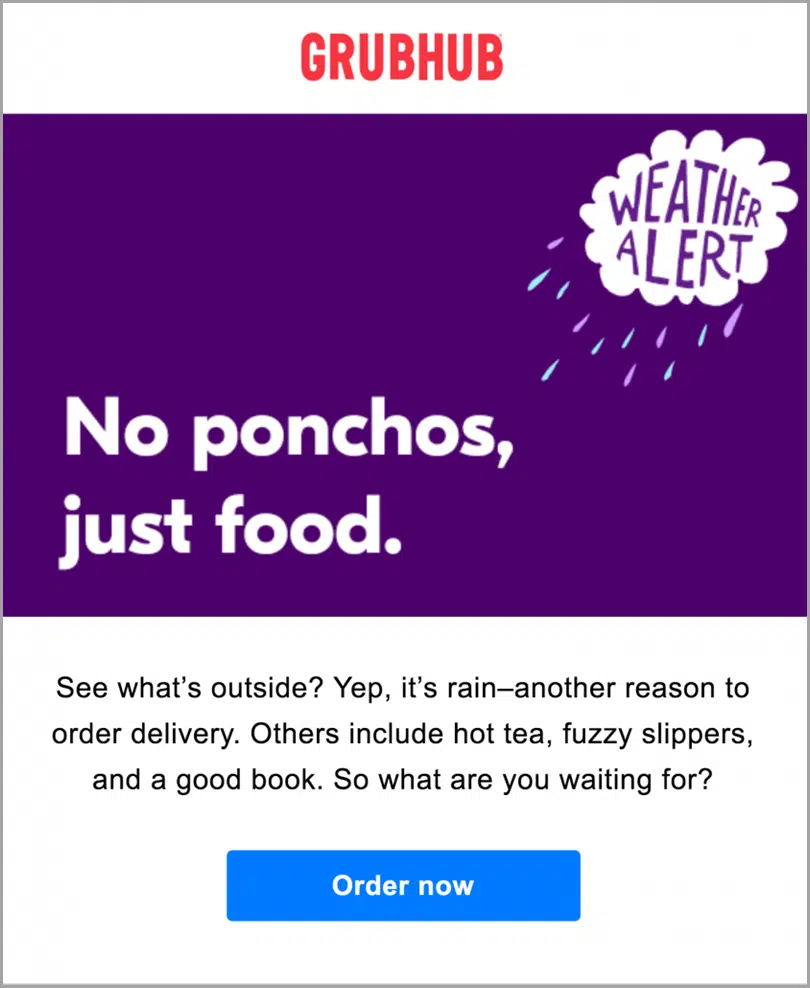 GRUBHUB
WEATHER
ALERT
No ponchos,
just food.
See what’s outside? Yep, it’s rain–another reason to
order delivery. Others include hot tea, fuzzy slippers,
and a good book. So what are you waiting for?
Order now